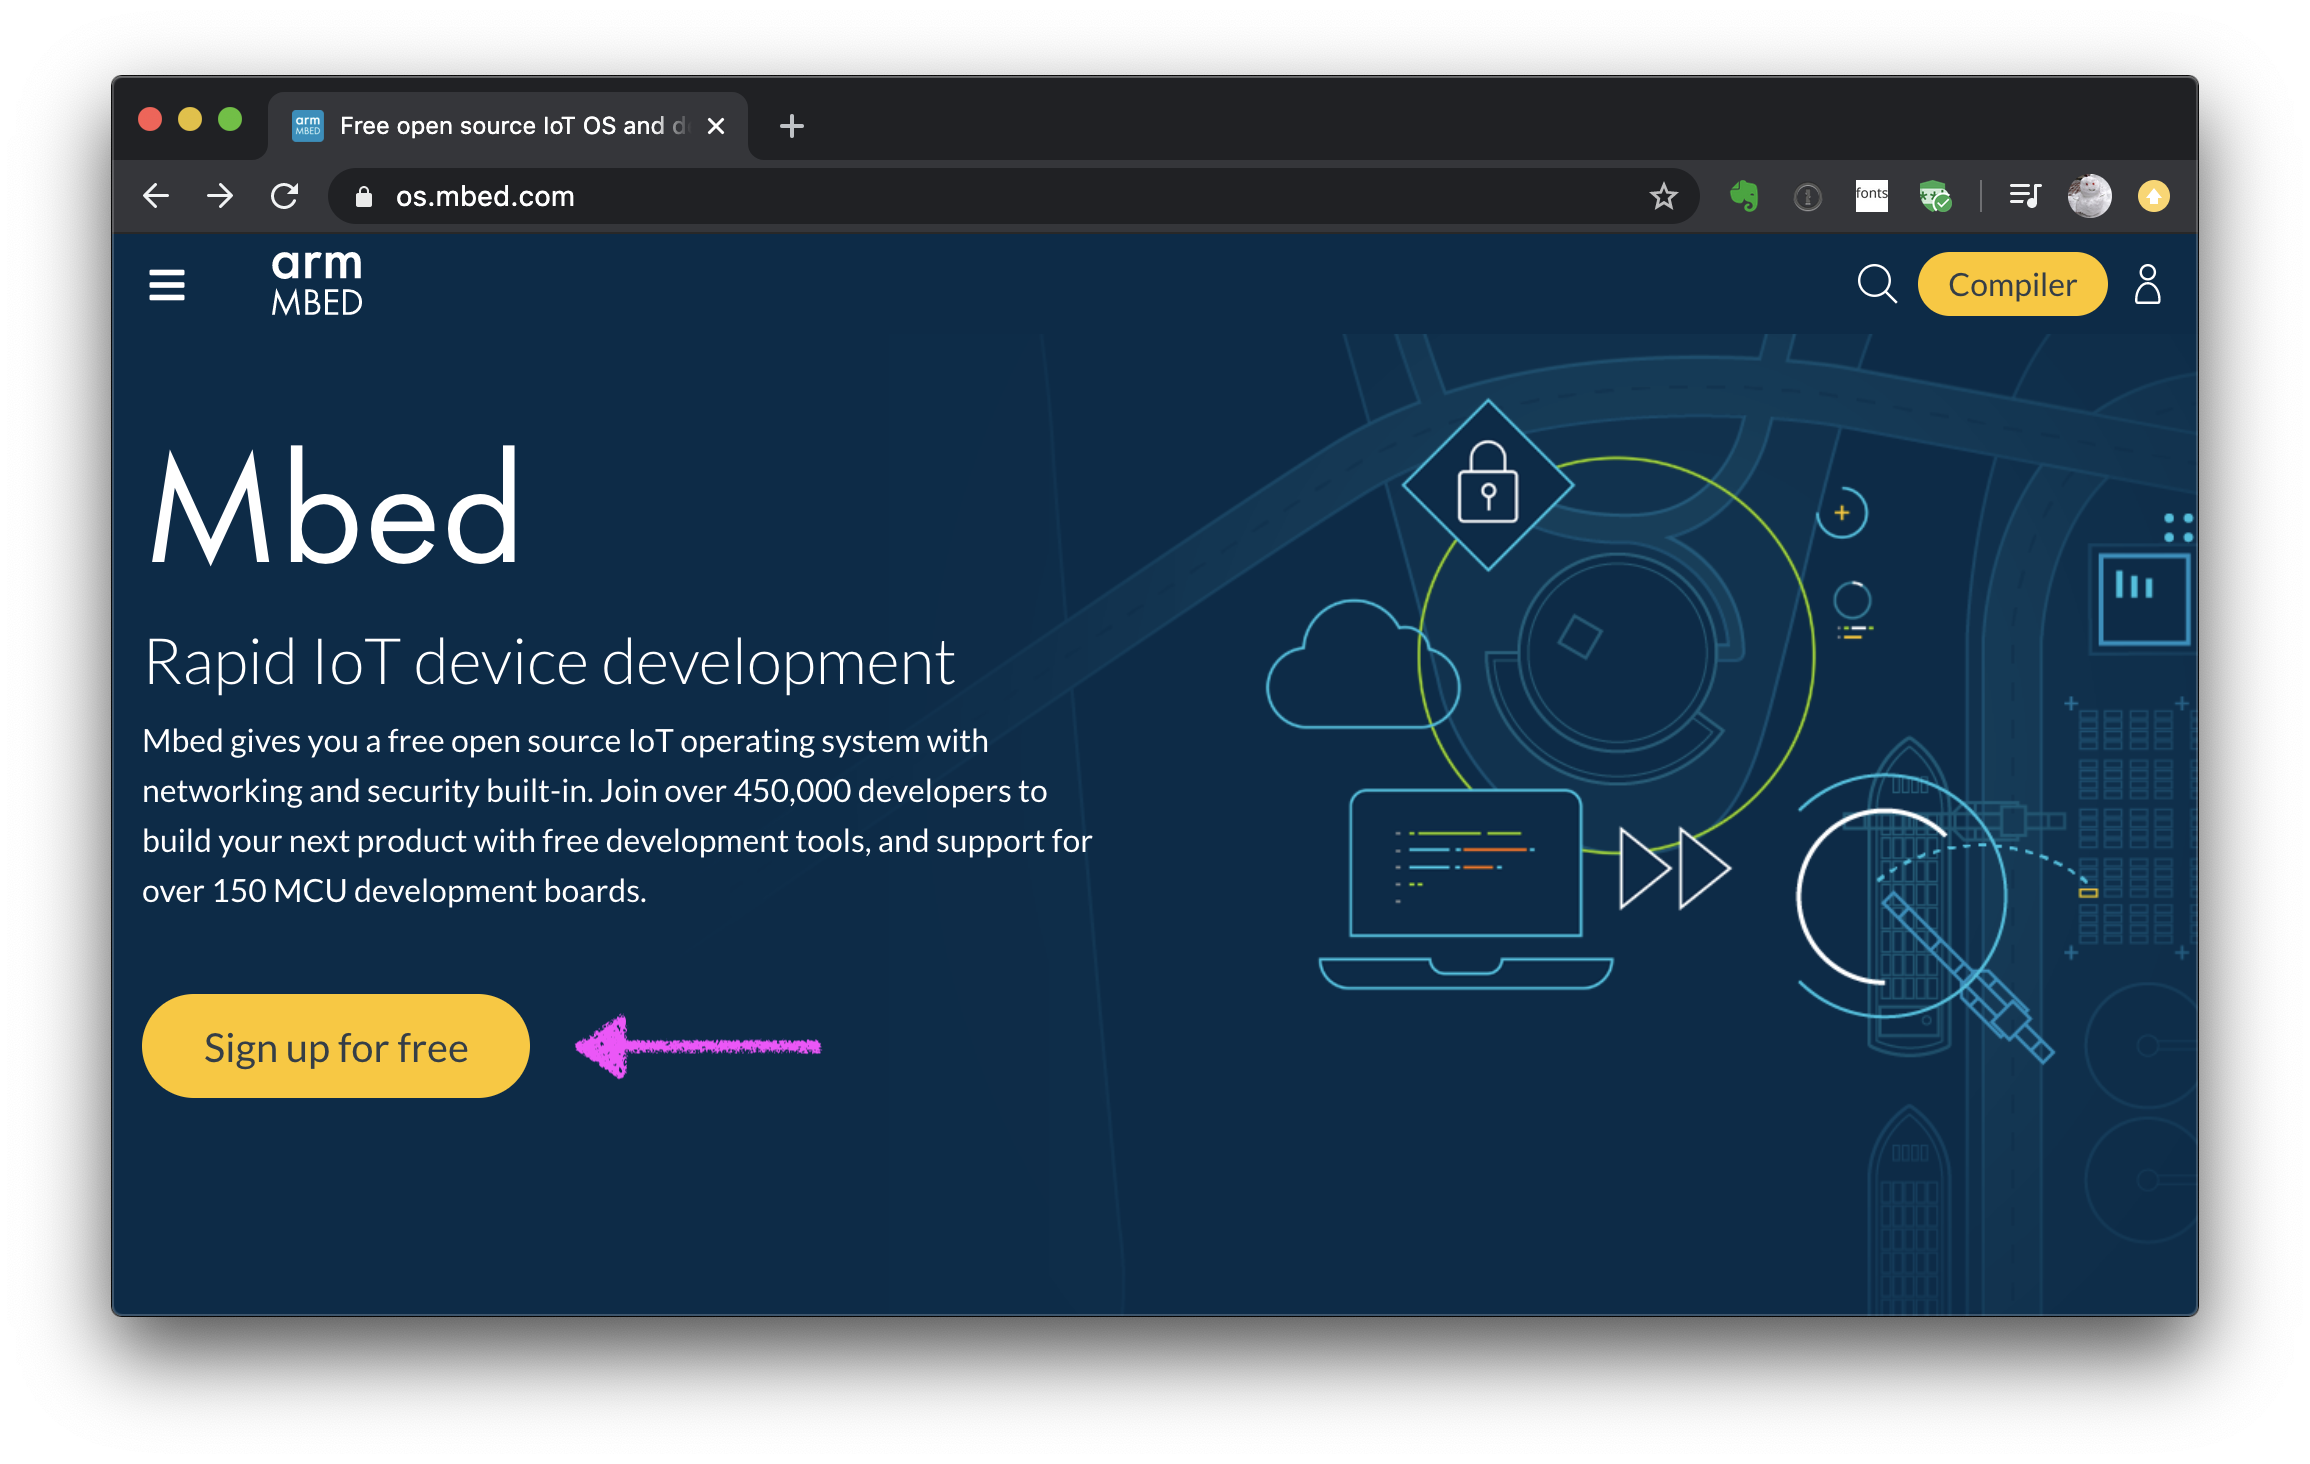 arm
MBED
Free open source IoT OS and d
os.mbed.com
fonts
arm
MBED
Compiler
Mbed
Rapid IoT device development
Mbed gives you a free open source IoT operating system with
networking and security built-in. Join over 450,000 developers to
build your next product with free development tools, and support for
over 150 MCU development boards.
Sign up for free